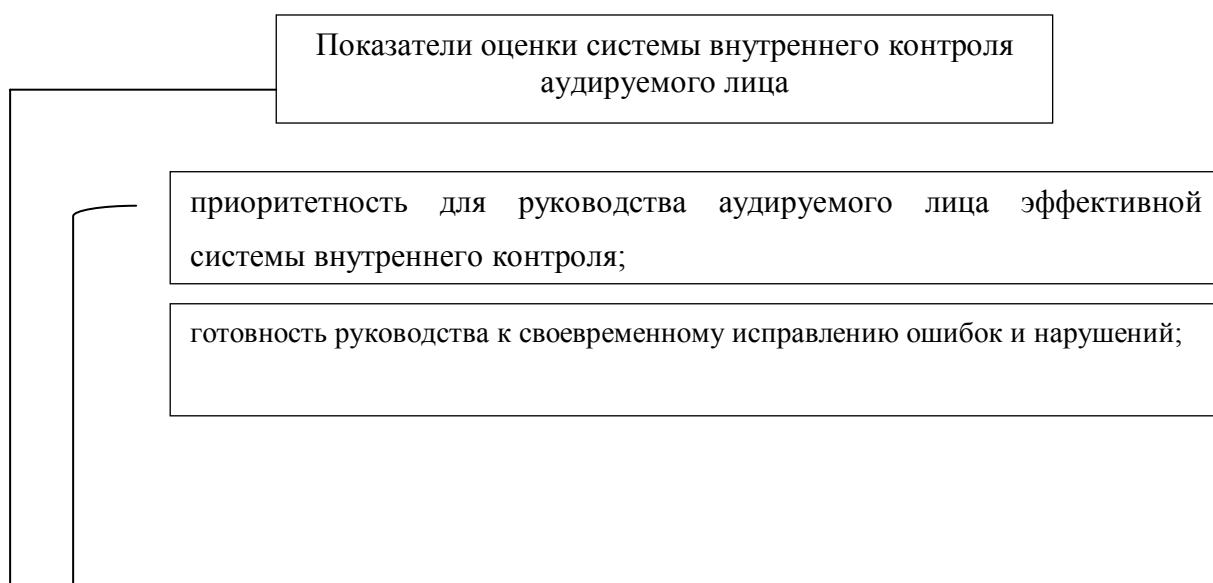 Показатели оценки системы внутреннего контроля
аудируемого лица
приоритетность для руководства аудируемого лица эффективной
системы внутреннего контроля;
готовность руководства к своевременному исправлению ошибок и нарушений;